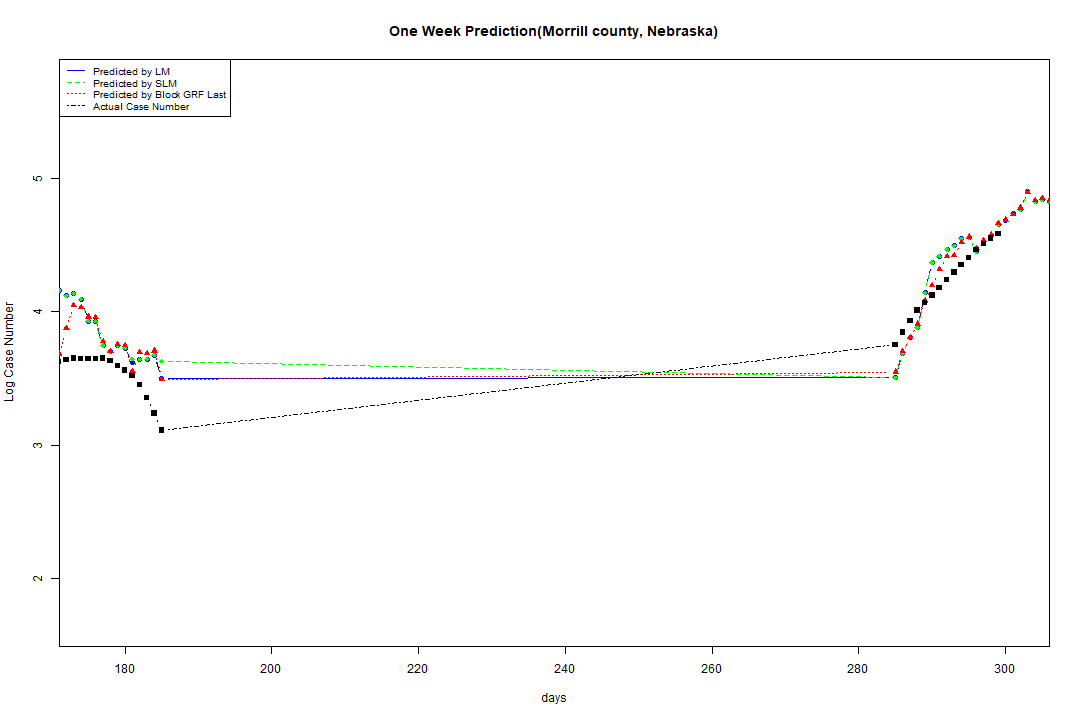 One Week Prediction(Morrill county, Nebraska)
Predicted by LM
Predicted by SLM
Predicted by Block GRF Last
Actual Case Number
5
4
3
2
Log Case Number
180 200 220 240 260 280 300
days